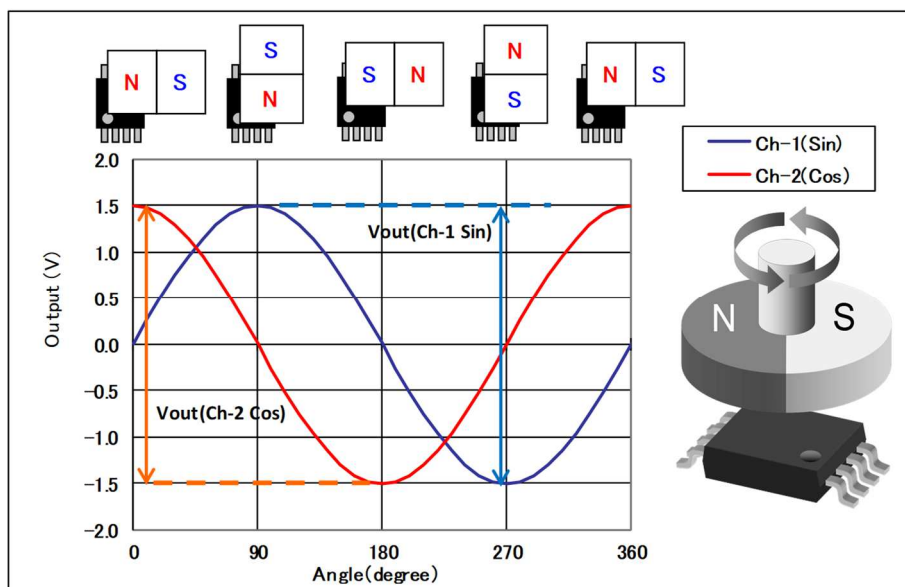 N S
S
N
S N
N
S
N S
Ch-1(Sin)
Ch-2(Cos)
2.0
1.5
1.0
0.5
0.0
-0.5
-1.0
-1.5
-2.0
Output (V)
Vout(Ch-1 Sin)
Vout(Ch-2 Cos)
0 90 180 270 360
Angle(degree)
N S